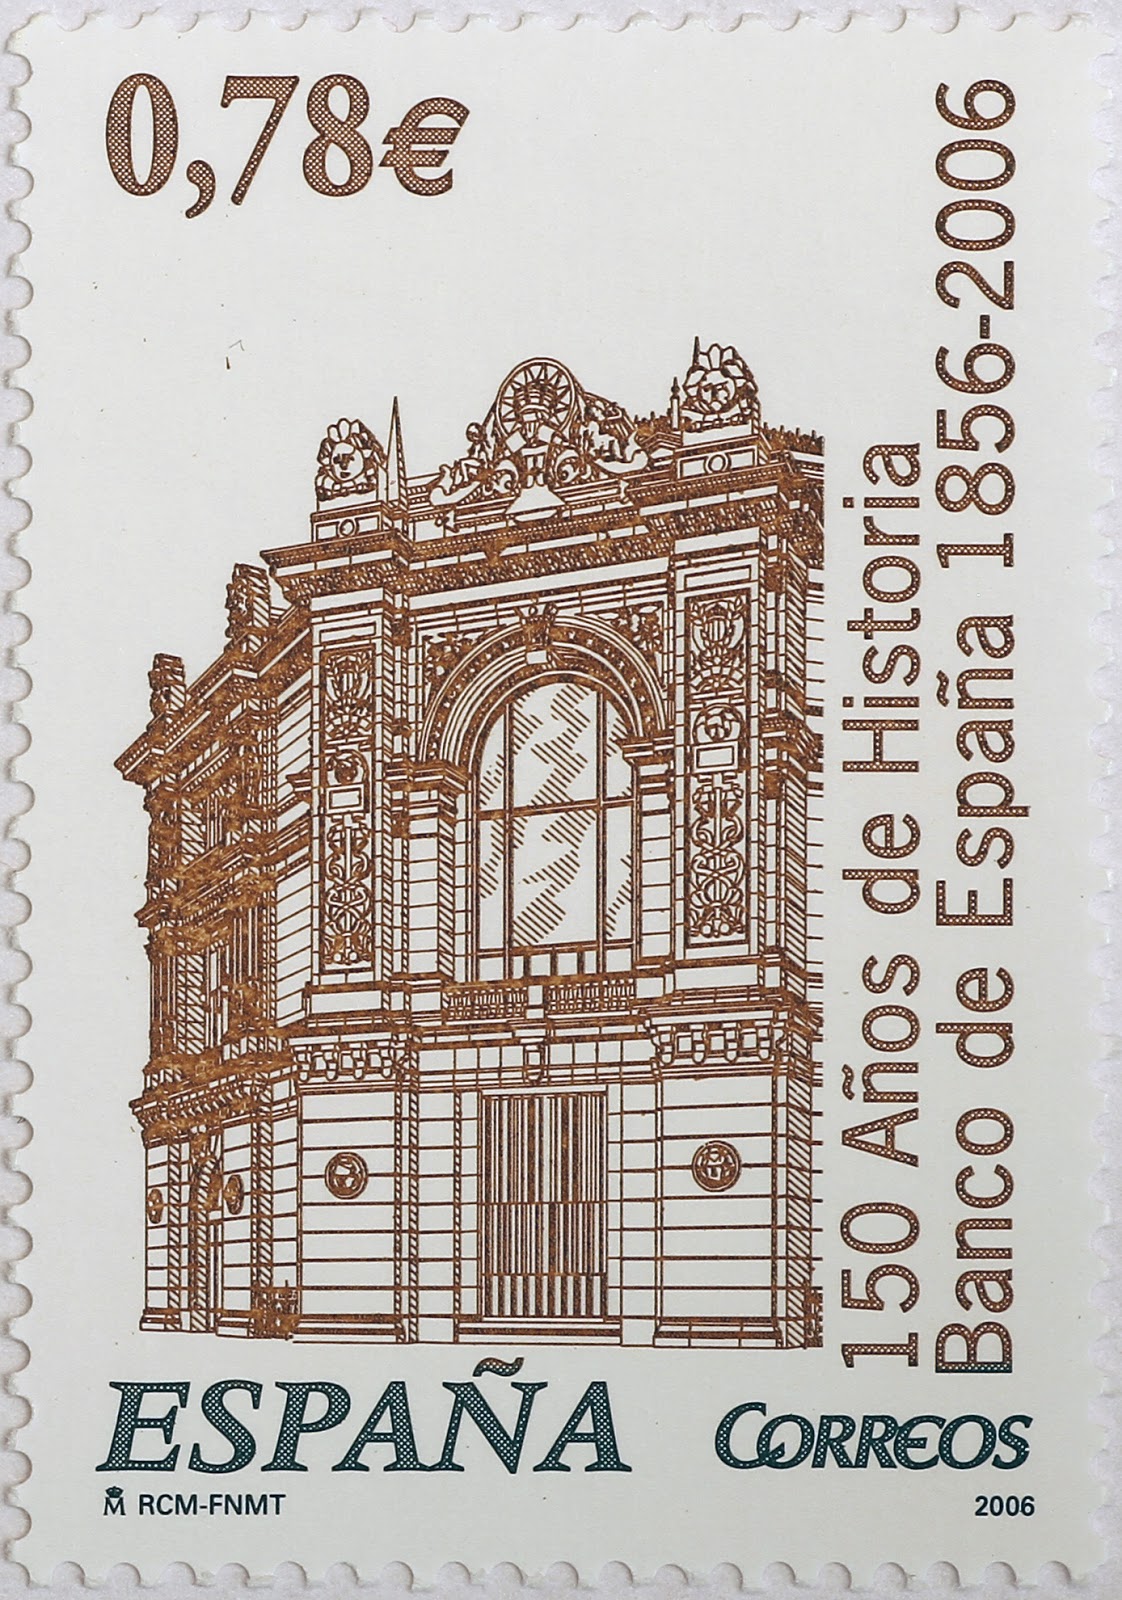 0,78€
150 Años de Historia
Banco de España 1856-2006
ESPAÑA
CORREOS
RCM-FNMT
2006